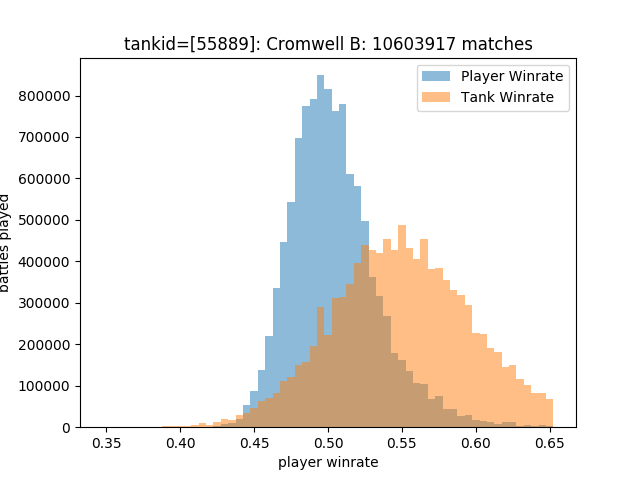 tankid=[55889]: Cromwell B: 10603917 matches
Player Winrate
Tank Winrate
800000
700000
600000
500000
400000
300000
200000
100000
0
battles played
0.35 0.40 0.45 0.50 0.55 0.60 0.65
player winrate